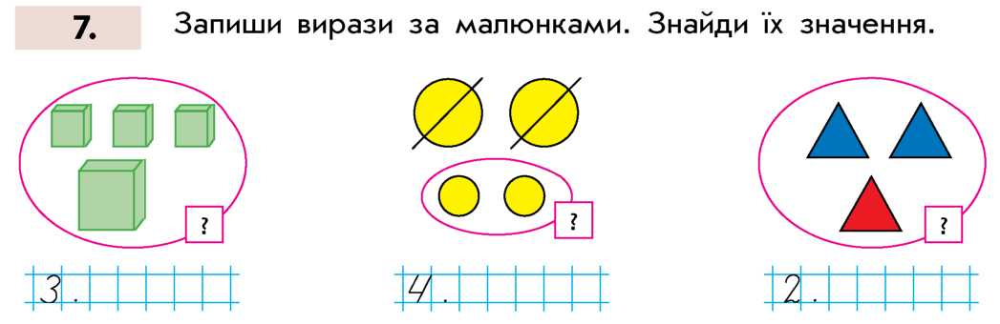 7. Запиши вирази за малюнками. Знайди їх значення.
? ? ?
3 . 4 . 2 .